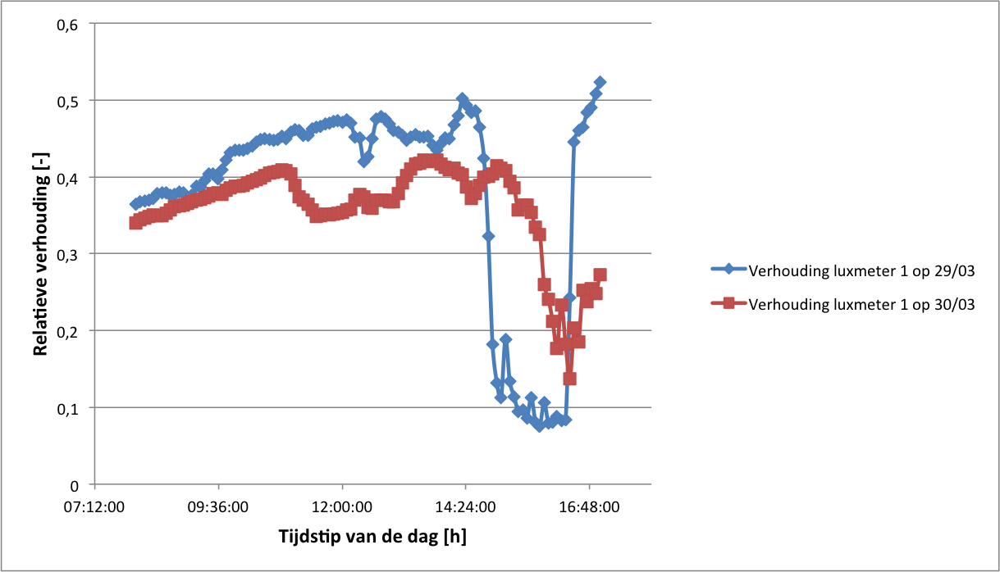 0,6
0,5
0,4
0,3
0,2
0,1
0
Relatieve verhouding [-]
07:12:00 09:36:00 12:00:00 14:24:00 16:48:00
Tijdstip van de dag [h]
Verhouding luxmeter 1 op 29/03
Verhouding luxmeter 1 op 30/03